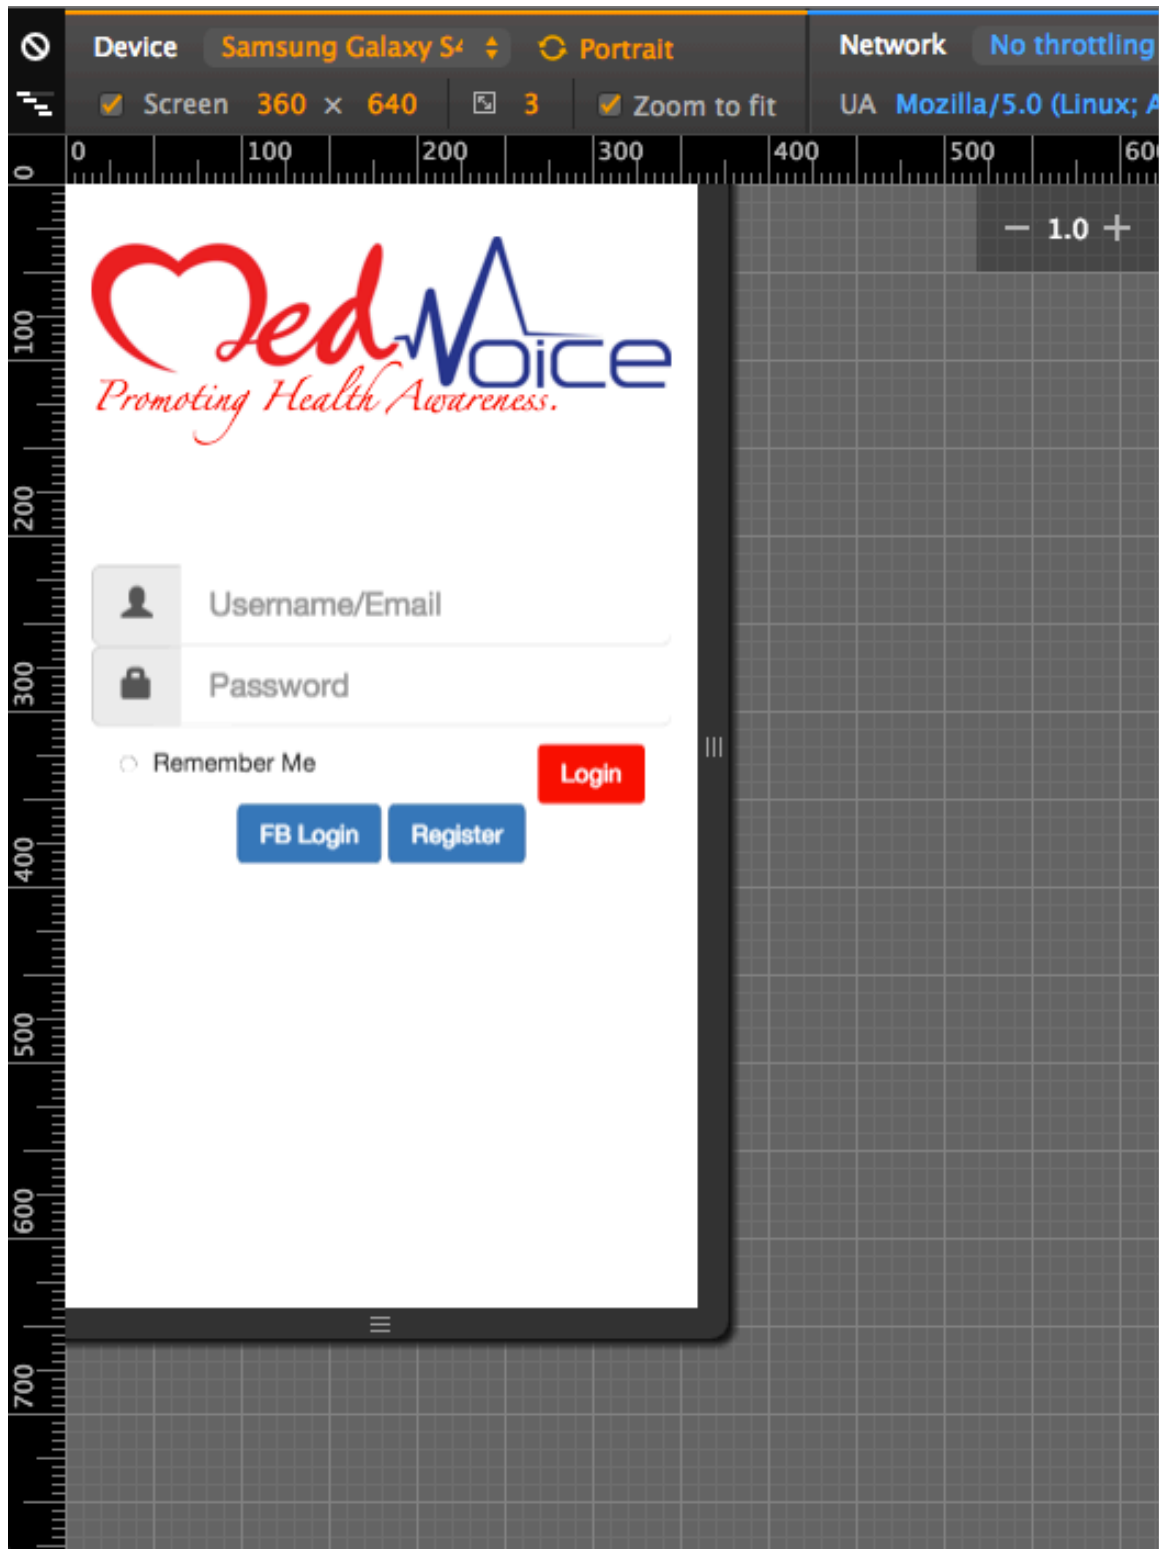 Device Samsung Galaxy S4 Portrait Network No throttling
Screen 360 × 640 3 Zoom to fit UA Mozilla/5.0 (Linux; A
0 100 200 300 400 500 600
− 1.0 +
0
100
200
300
400
500
600
700
MedVoice
Promoting Health Awareness.
Username/Email
Password
Remember Me
Login
FB Login Register